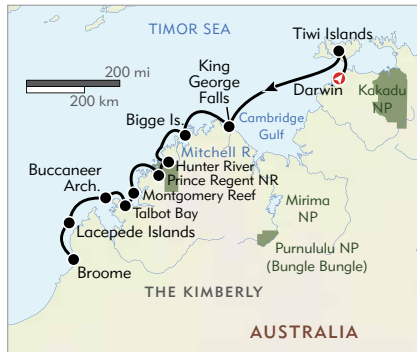 TIMOR SEA
Tiwi Islands
200 mi
200 km
King
George
Falls
Darwin
Kakadu
NP
Cambridge
Gulf
Bigge Is.
Mitchell R.
Hunter River
Prince Regent NR
Buccaneer
Arch.
Montgomery Reef
Talbot Bay
Mirima
NP
Lacepede Islands
Purnululu NP
(Bungle Bungle)
Broome
THE KIMBERLY
AUSTRALIA